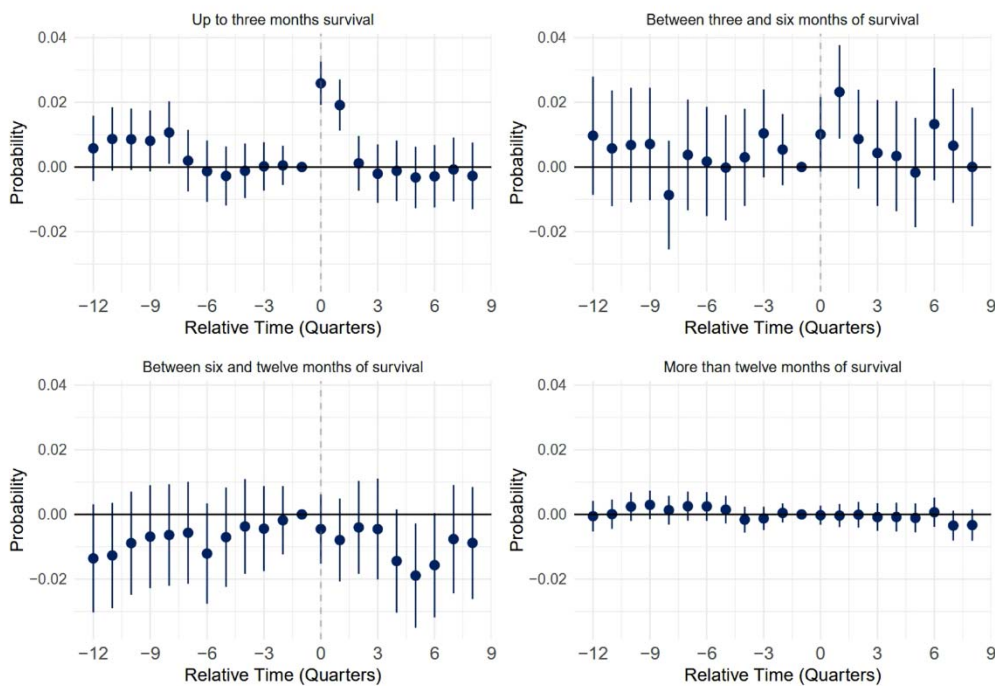 Up to three months survival
0.04
0.02
0.00
−0.02
Probability
−12 −9 −6 −3 0 3 6 9
Relative Time (Quarters)
Between three and six months of survival
0.04
0.02
0.00
−0.02
Probability
−12 −9 −6 −3 0 3 6 9
Relative Time (Quarters)
Between six and twelve months of survival
0.04
0.02
0.00
−0.02
Probability
−12 −9 −6 −3 0 3 6 9
Relative Time (Quarters)
More than twelve months of survival
0.04
0.02
0.00
−0.02
Probability
−12 −9 −6 −3 0 3 6 9
Relative Time (Quarters)